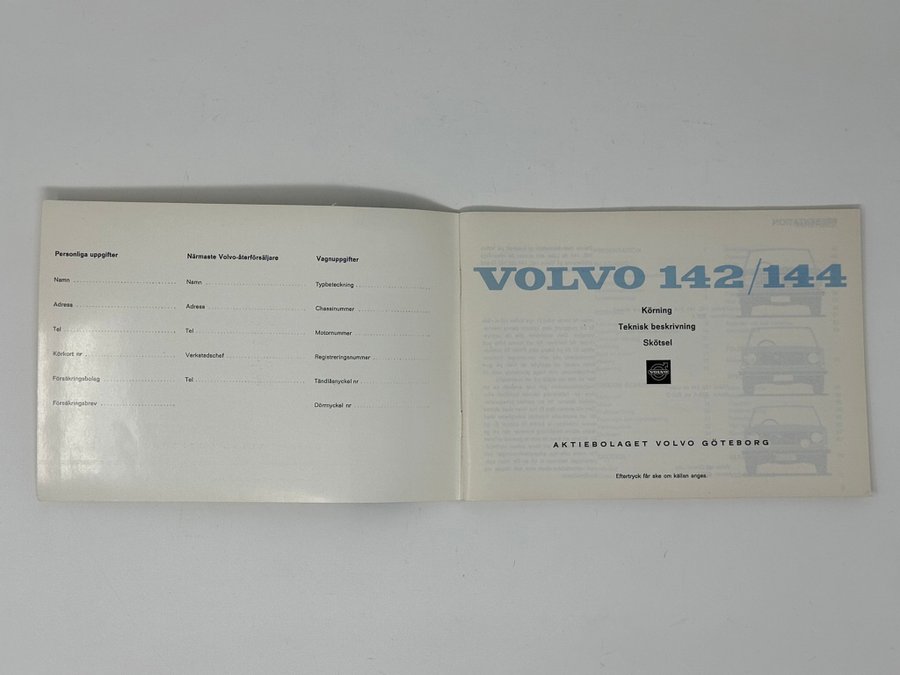 Personliga uppgifter
Namn
Adress
Tel
Körkort nr
Försäkringsbolag
Försäkringsbrev
Närmaste Volvo-återförsäljare
Namn
Adress
Tel
Verkstadschef
Tel
Vagnuppgifter
Typbeteckning
Chassinummer
Motornummer
Registreringsnummer
Tändlåsnyckel nr
Dörrnyckel nr
VOLVO 142/144
Körning
Teknisk beskrivning
Skötsel
VOLVO
AKTIEBOLAGET VOLVO GÖTEBORG
Eftertryck får ske om källan anges.